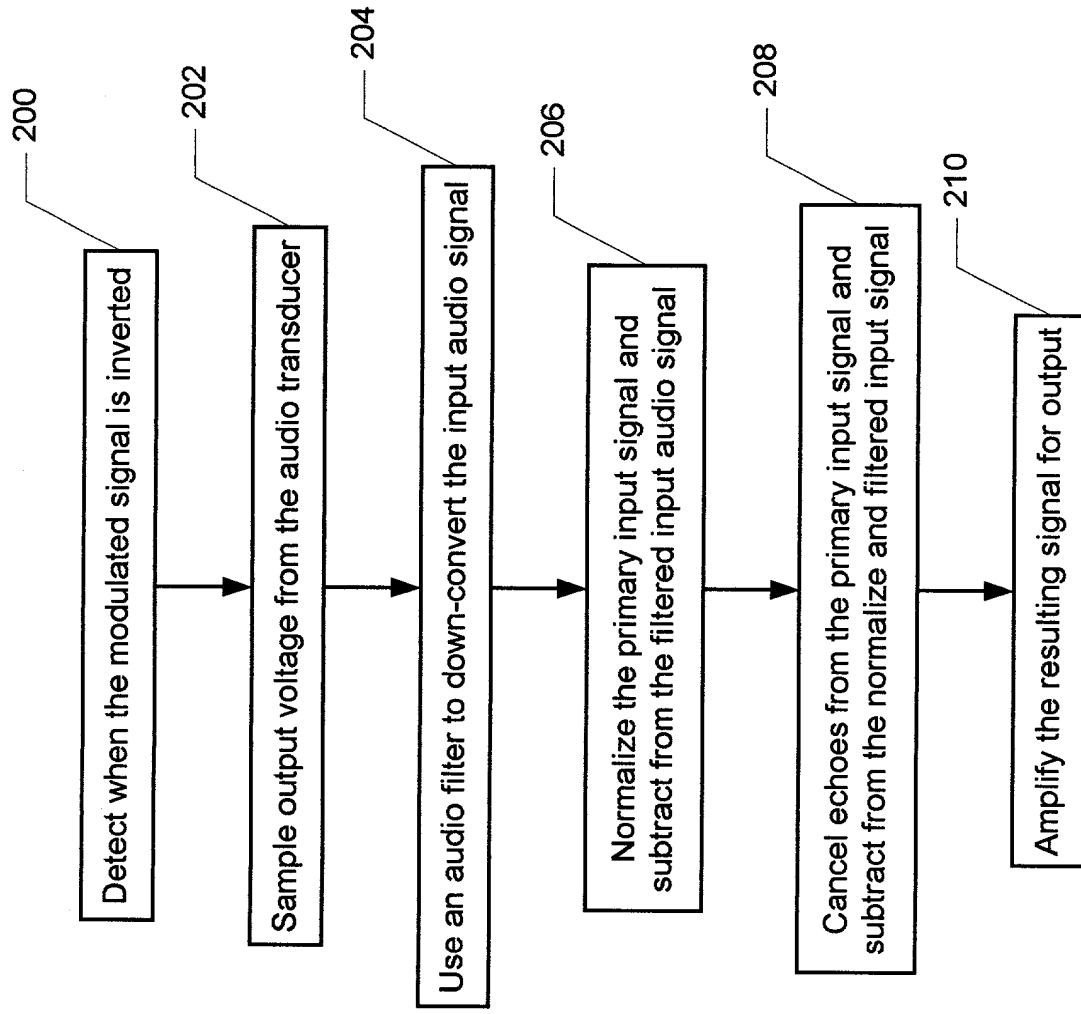 200
Detect when the modulated signal is inverted
202
Sample output voltage from the audio transducer
204
Use an audio filter to down-convert the input audio signal
206
Normalize the primary input signal and
subtract from the filtered input audio signal
208
Cancel echoes from the primary input signal and
subtract from the normalize and filtered input signal
210
Amplify the resulting signal for output